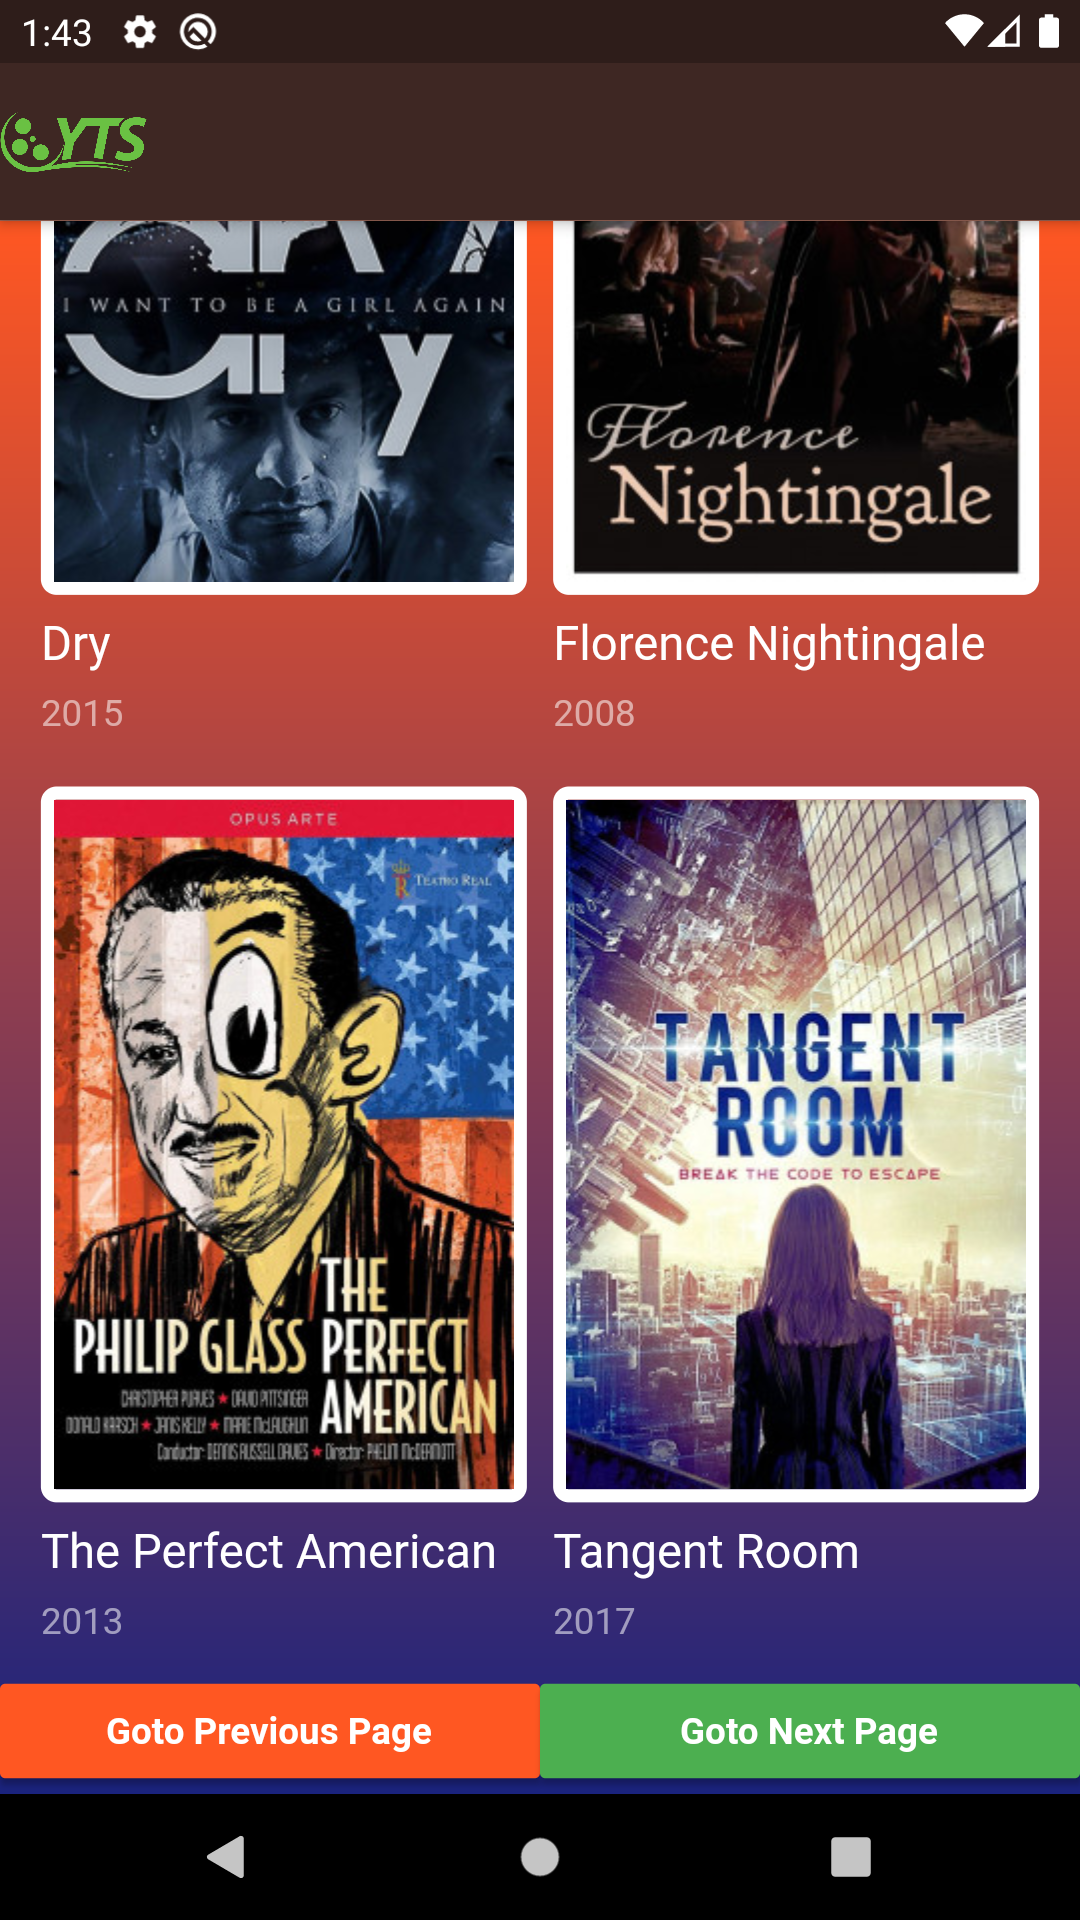 1:43
YTS
I WANT TO BE A GIRL AGAIN
Dry
Florence
Nightingale
Dry
Florence Nightingale
2015
2008
OPUS ARTE
TEATRO REAL
THE
PHILIP GLASS PERFECT
AMERICAN
CHRISTOPHER PURVES ★ DAVID PITTSINGER
DONALD KAASCH ★ JANIS KELLY ★ MARIE McLAUGHLIN
Conductor: DENNIS RUSSELL DAVIES ★ Director: PHELIM McDERMOTT
TANGENT
ROOM
BREAK THE CODE TO ESCAPE
The Perfect American
Tangent Room
2013
2017
Goto Previous Page
Goto Next Page